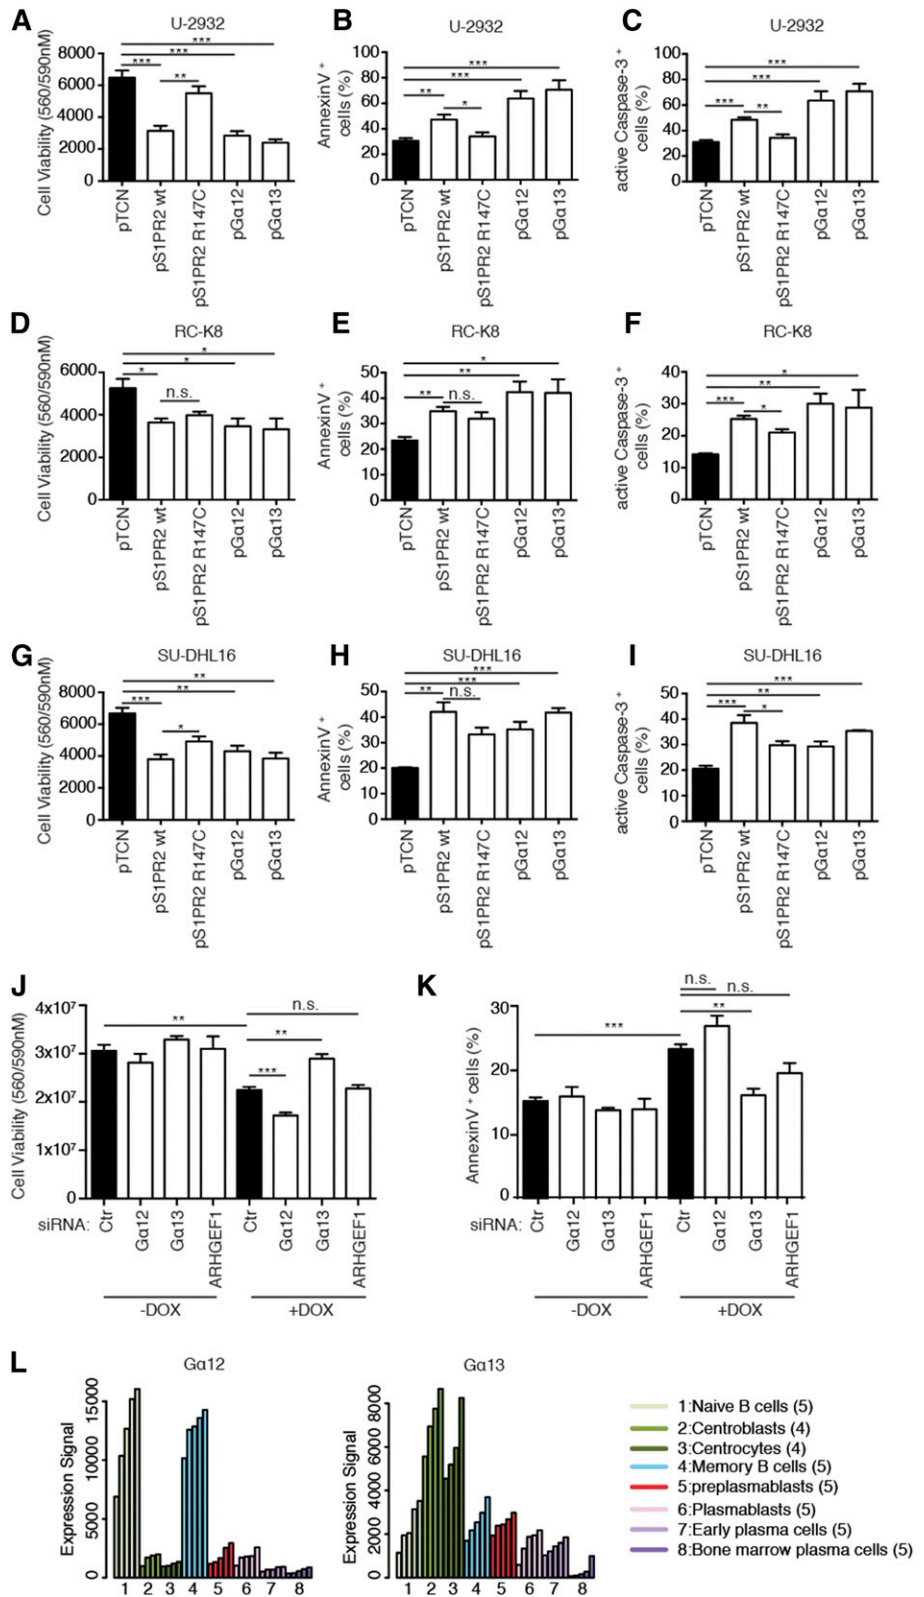 A
U-2932
Cell Viability (560/590nM)
8000
6000
4000
2000
0
***
***
***
**
pTCN
pS1PR2 wt
pS1PR2 R147C
pGα12
pGα13
B
U-2932
AnnexinV +
cells (%)
100
80
60
40
20
0
***
***
**
*
pTCN
pS1PR2 wt
pS1PR2 R147C
pGα12
pGα13
C
U-2932
active Caspase-3 +
cells (%)
100
80
60
40
20
0
***
***
***
**
pTCN
pS1PR2 wt
pS1PR2 R147C
pGα12
pGα13
D
RC-K8
Cell Viability (560/590nM)
6000
4000
2000
0
*
*
*
n.s.
pTCN
pS1PR2 wt
pS1PR2 R147C
pGα12
pGα13
E
RC-K8
AnnexinV +
cells (%)
50
40
30
20
10
0
*
**
**
n.s.
pTCN
pS1PR2 wt
pS1PR2 R147C
pGα12
pGα13
F
RC-K8
active Caspase-3 +
cells (%)
40
30
20
10
0
*
**
***
*
pTCN
pS1PR2 wt
pS1PR2 R147C
pGα12
pGα13
G
SU-DHL16
Cell Viability (560/590nM)
8000
6000
4000
2000
0
**
**
***
*
pTCN
pS1PR2 wt
pS1PR2 R147C
pGα12
pGα13
H
SU-DHL16
AnnexinV +
cells (%)
50
40
30
20
10
0
***
***
**
n.s.
pTCN
pS1PR2 wt
pS1PR2 R147C
pGα12
pGα13
I
SU-DHL16
active Caspase-3 +
cells (%)
50
40
30
20
10
0
***
**
***
*
pTCN
pS1PR2 wt
pS1PR2 R147C
pGα12
pGα13
J
Cell Viability (560/590nM)
4x10⁷
3x10⁷
2x10⁷
1x10⁷
0
n.s.
**
**
***
siRNA:
Ctr
Gα12
Gα13
ARHGEF1
Ctr
Gα12
Gα13
ARHGEF1
-DOX
+DOX
K
AnnexinV + cells (%)
30
20
10
0
n.s.
n.s.
**
***
siRNA:
Ctr
Gα12
Gα13
ARHGEF1
Ctr
Gα12
Gα13
ARHGEF1
-DOX
+DOX
L
Gα12
Expression Signal
15000
10000
5000
0
1 2 3 4 5 6 7 8
Gα13
Expression Signal
8000
6000
4000
2000
0
1 2 3 4 5 6 7 8
1:Naive B cells (5)
2:Centroblasts (4)
3:Centrocytes (4)
4:Memory B cells (5)
5:preplasmablasts (5)
6:Plasmablasts (5)
7:Early plasma cells (5)
8:Bone marrow plasma cells (5)